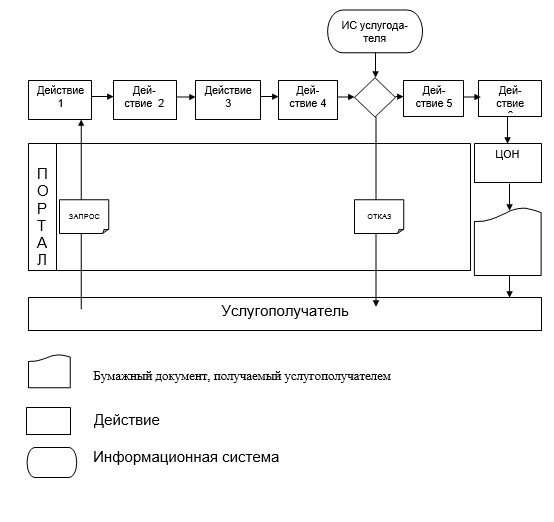 ИС услугода-
теля
Действие
1
Дей-
ствие 2
Действие
3
Дей-
ствие 4
Дей-
ствие 5
Дей-
ствие
ЦОН
П
О
Р
Т
А
Л
ЗАПРОС
ОТКАЗ
Услугополучатель
Бумажный документ, получаемый услугополучателем
Действие
Информационная система